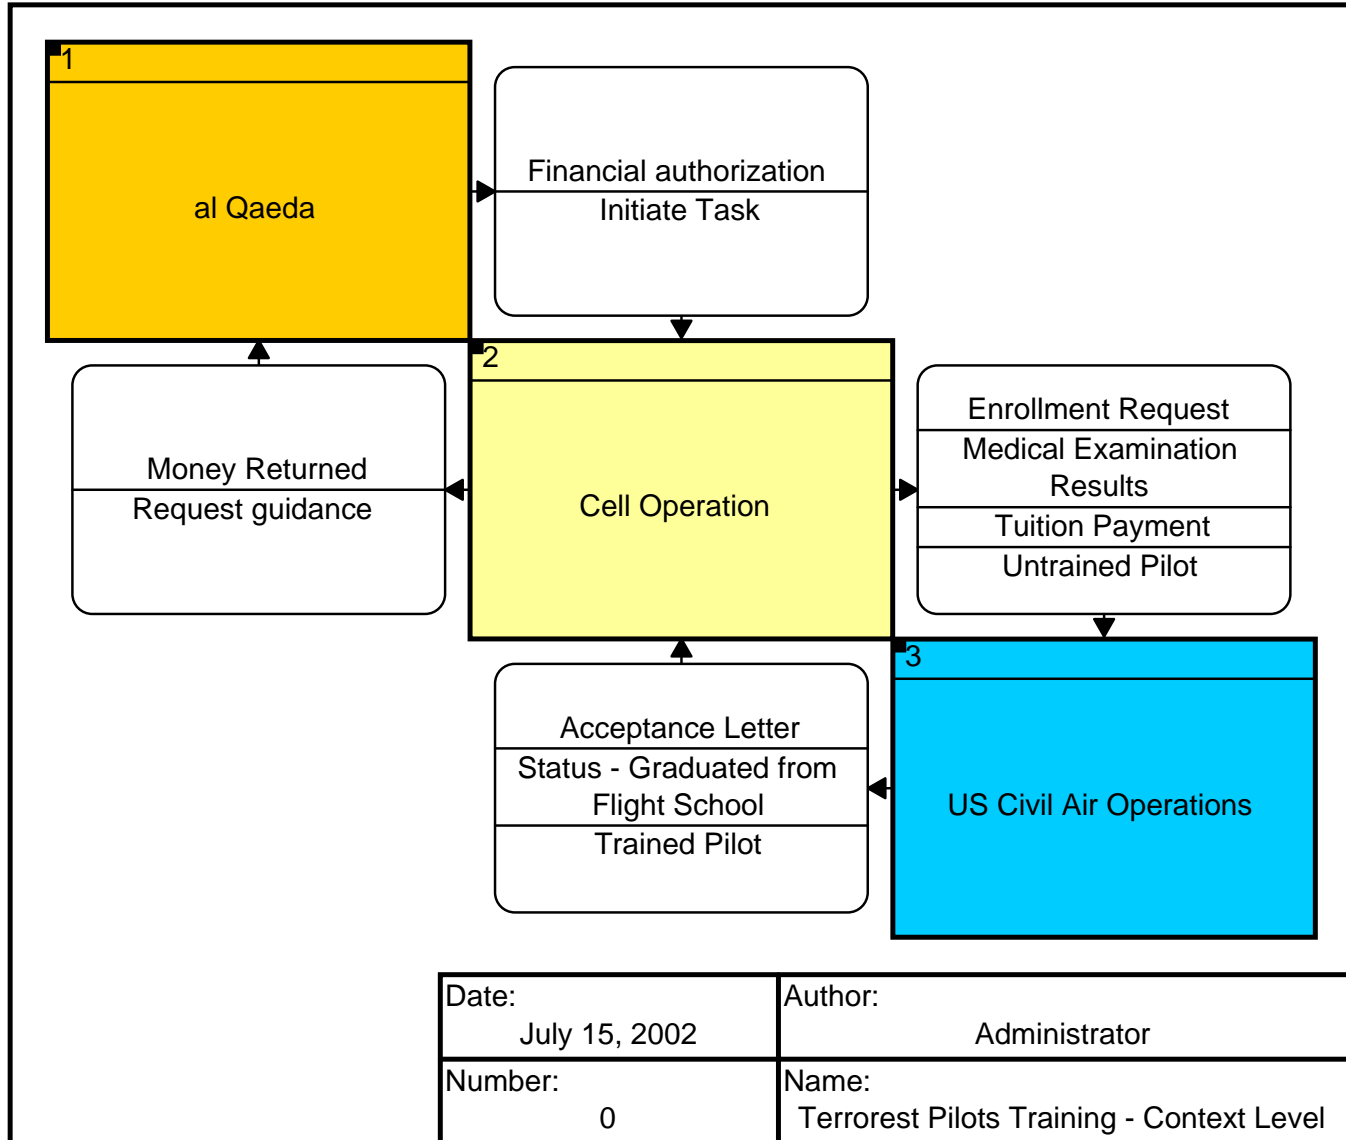 1
al Qaeda
Financial authorization
Initiate Task
2
Cell Operation
Money Returned
Request guidance
Enrollment Request
Medical Examination
Results
Tuition Payment
Untrained Pilot
3
US Civil Air Operations
Acceptance Letter
Status - Graduated from
Flight School
Trained Pilot
Date:
July 15, 2002
Author:
Administrator
Number:
0
Name:
Terrorest Pilots Training - Context Level